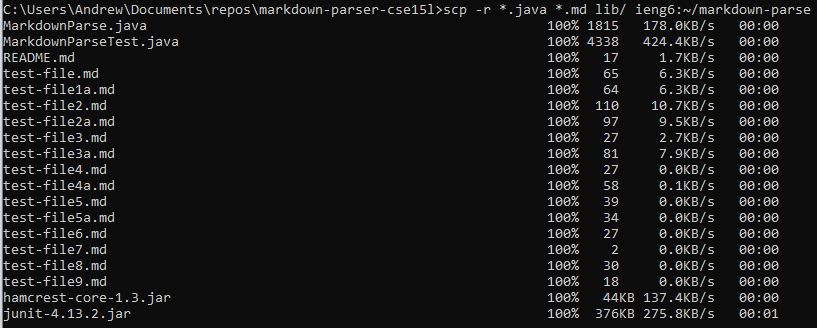 C:\Users\Andrew\Documents\repos\markdown-parser-cse15l>scp -r *.java *.md lib/ ieng6:~/markdown-parse
MarkdownParse.java 100% 1815 178.0KB/s 00:00
MarkdownParseTest.java 100% 4338 424.4KB/s 00:00
README.md 100% 17 1.7KB/s 00:00
test-file.md 100% 65 6.3KB/s 00:00
test-file1a.md 100% 64 6.3KB/s 00:00
test-file2.md 100% 110 10.7KB/s 00:00
test-file2a.md 100% 97 9.5KB/s 00:00
test-file3.md 100% 27 2.7KB/s 00:00
test-file3a.md 100% 81 7.9KB/s 00:00
test-file4.md 100% 27 0.0KB/s 00:00
test-file4a.md 100% 58 0.1KB/s 00:00
test-file5.md 100% 39 0.0KB/s 00:00
test-file5a.md 100% 34 0.0KB/s 00:00
test-file6.md 100% 27 0.0KB/s 00:00
test-file7.md 100% 2 0.0KB/s 00:00
test-file8.md 100% 30 0.0KB/s 00:00
test-file9.md 100% 18 0.0KB/s 00:00
hamcrest-core-1.3.jar 100% 44KB 137.4KB/s 00:00
junit-4.13.2.jar 100% 376KB 275.8KB/s 00:01